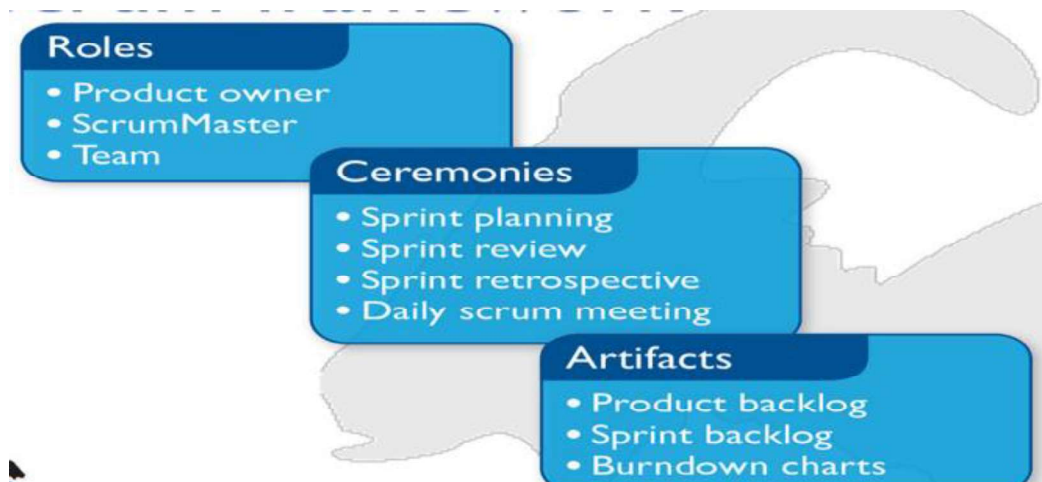 Roles
• Product owner
• ScrumMaster
• Team
Ceremonies
• Sprint planning
• Sprint review
• Sprint retrospective
• Daily scrum meeting
Artifacts
• Product backlog
• Sprint backlog
• Burndown charts